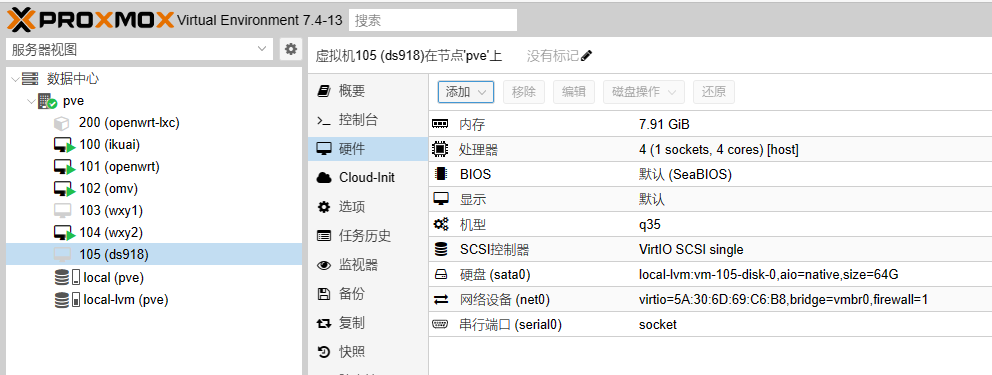 PROXMOX Virtual Environment 7.4-13 搜索
服务器视图
数据中心
pve
200 (openwrt-lxc)
100 (ikuai)
101 (openwrt)
102 (omv)
103 (wxy1)
104 (wxy2)
105 (ds918)
local (pve)
local-lvm (pve)
虚拟机105 (ds918)在节点'pve'上 没有标记
概要
控制台
硬件
Cloud-Init
选项
任务历史
监视器
备份
复制
快照
添加 移除 编辑 磁盘操作 还原
内存 7.91 GiB
处理器 4 (1 sockets, 4 cores) [host]
BIOS 默认 (SeaBIOS)
显示 默认
机型 q35
SCSI控制器 VirtIO SCSI single
硬盘 (sata0) local-lvm:vm-105-disk-0,aio=native,size=64G
网络设备 (net0) virtio=5A:30:6D:69:C6:B8,bridge=vmbr0,firewall=1
串行端口 (serial0) socket